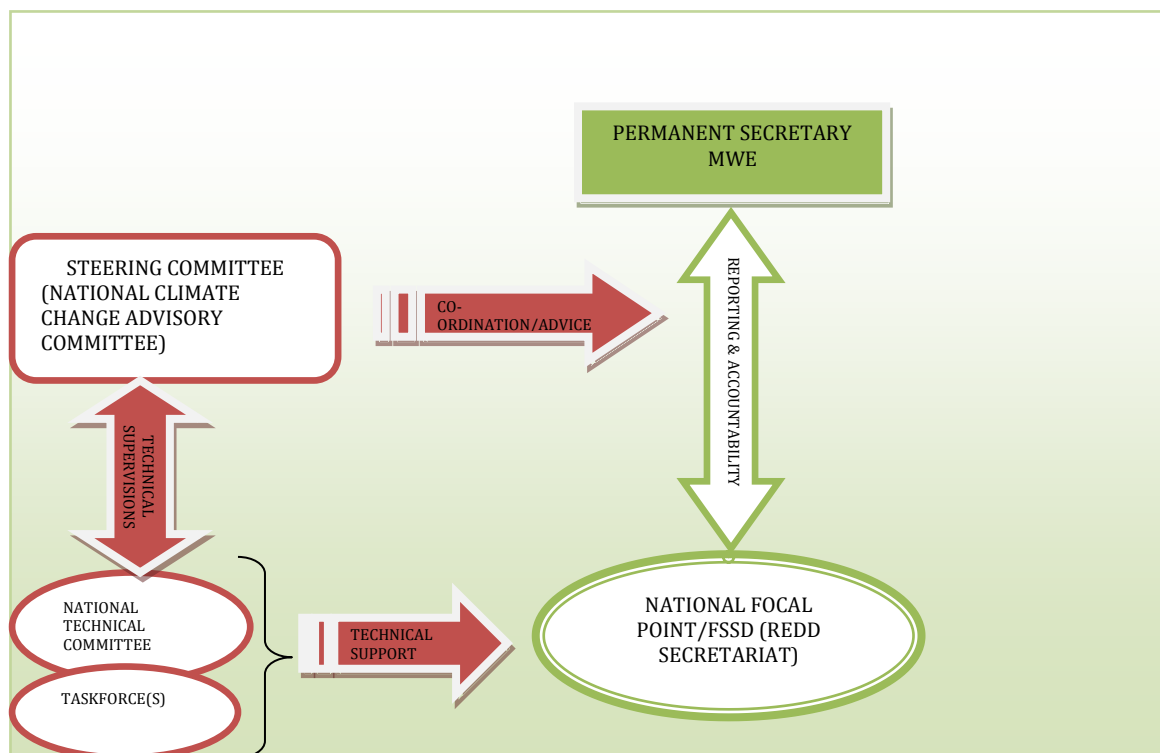 PERMANENT SECRETARY
MWE
STEERING COMMITTEE
(NATIONAL CLIMATE
CHANGE ADVISORY
COMMITTEE)
CO-
ORDINATION/ADVICE
REPORTING & ACCOUNTABILITY
TECHNICAL
SUPERVISIONS
NATIONAL
TECHNICAL
COMMITTEE
TECHNICAL
SUPPORT
NATIONAL FOCAL
POINT/FSSD (REDD
SECRETARIAT)
TASKFORCE(S)